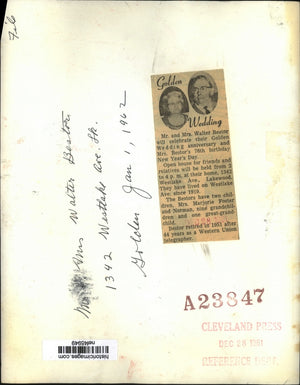 Feb
Mr & Mrs Walter Bestor
1342 Westlake Ave. Lk.
Golden Jan 1, 1962
Golden
Wedding
Mr. and Mrs. Walter Bestor
will celebrate their Golden
Wedding anniversary and
Mrs. Bestor's 76th birthday
New Year's Day.
Open house for friends and
relatives will be held from 2
to 4 p. m. at their home, 1342
Westlake Ave., Lakewood.
They have lived on Westlake
Ave. since 1919.
The Bestors have two chil-
dren, Mrs. Marjorie Foster
and Norman, nine grandchil-
dren and one great-grand-
child.
Bestor retired in 1951 after
44 years as a Western Union
telegrapher.
A23847
CLEVELAND PRESS
DEC 28 1961
REFERENCE DEPT.
historicimages.com
nef45949